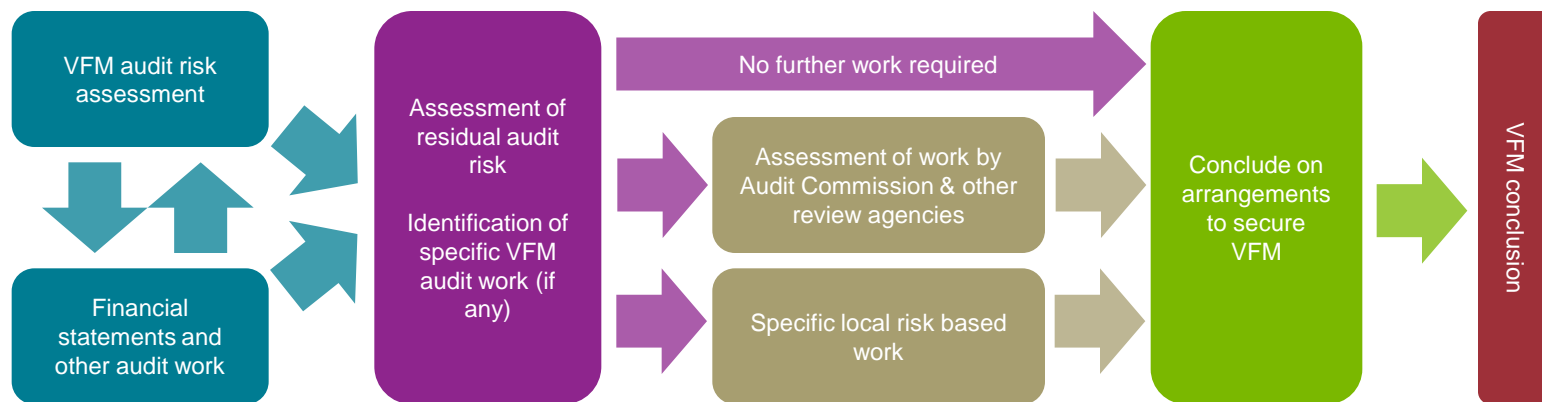 VFM audit risk
assessment
Financial
statements and
other audit work
Assessment of
residual audit
risk
Identification of
specific VFM
audit work (if
any)
No further work required
Assessment of work by
Audit Commission & other
review agencies
Specific local risk based
work
Conclude on
arrangements
to secure
VFM
VFM conclusion